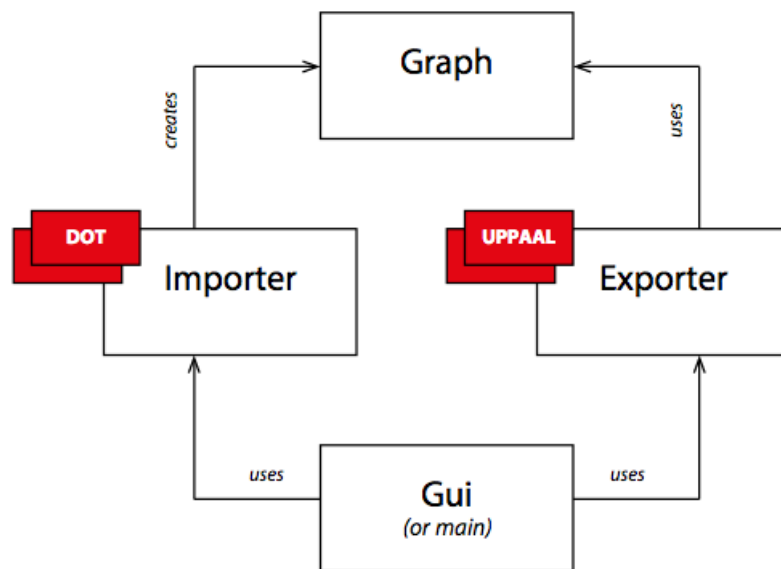 Graph
creates
uses
DOT
UPPAAL
Importer
Exporter
uses
uses
Gui
(or main)